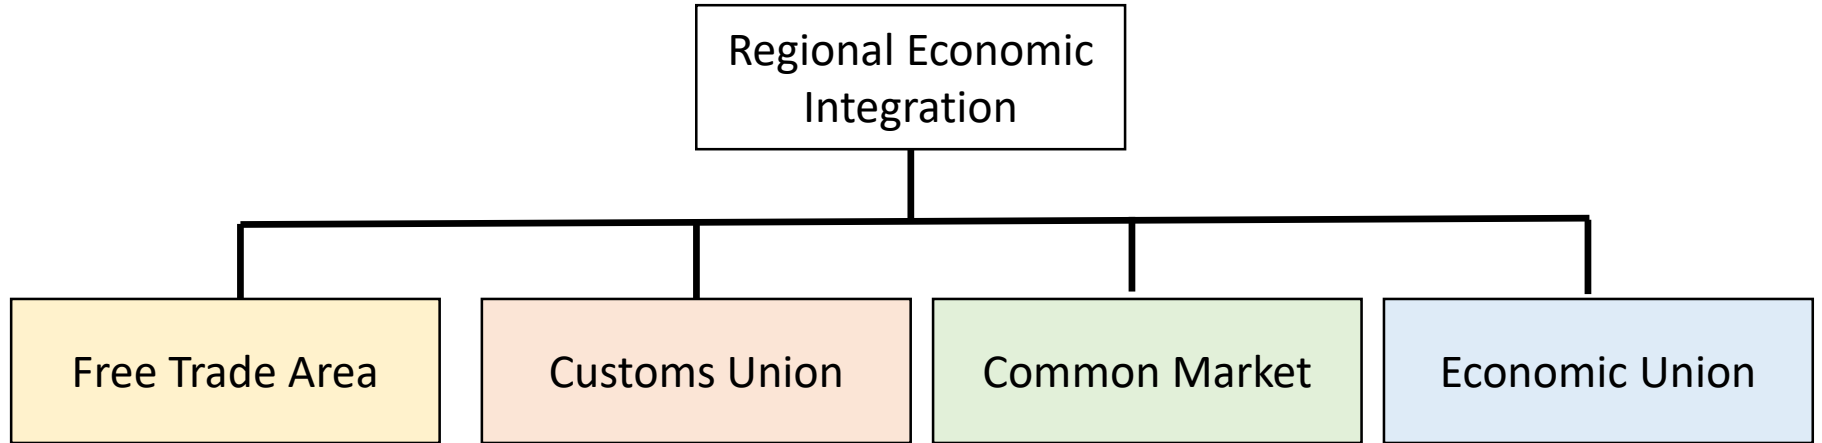 Regional Economic
Integration
Free Trade Area
Customs Union
Common Market
Economic Union